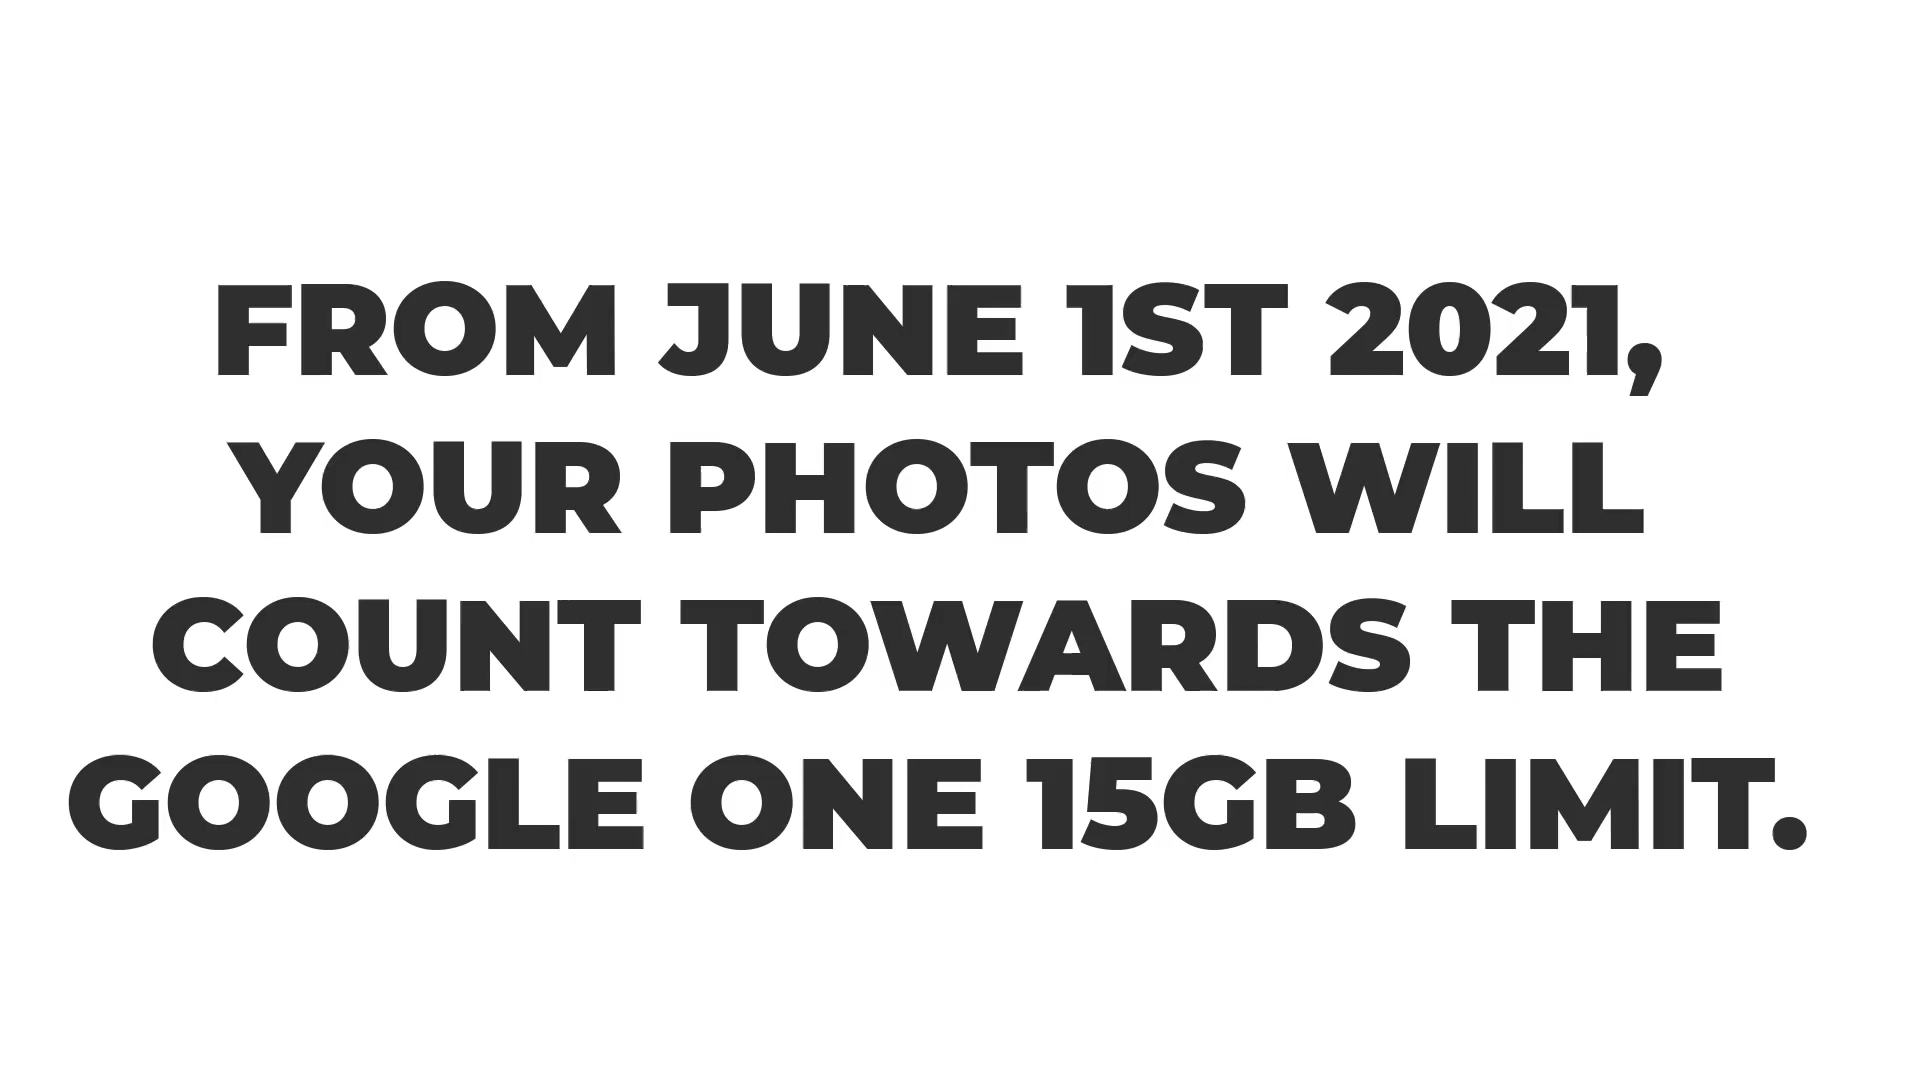 FROM JUNE 1ST 2021,
YOUR PHOTOS WILL
COUNT TOWARDS THE
GOOGLE ONE 15GB LIMIT.